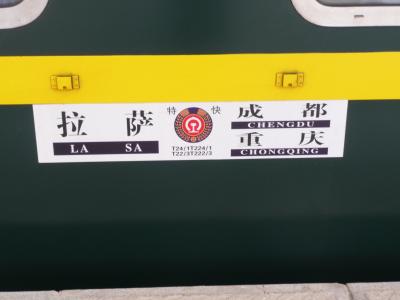 拉 萨
LA SA
特 快
T24/1T224/1
T22/3T222/3
成 都
CHENGDU
重 庆
CHONGQING